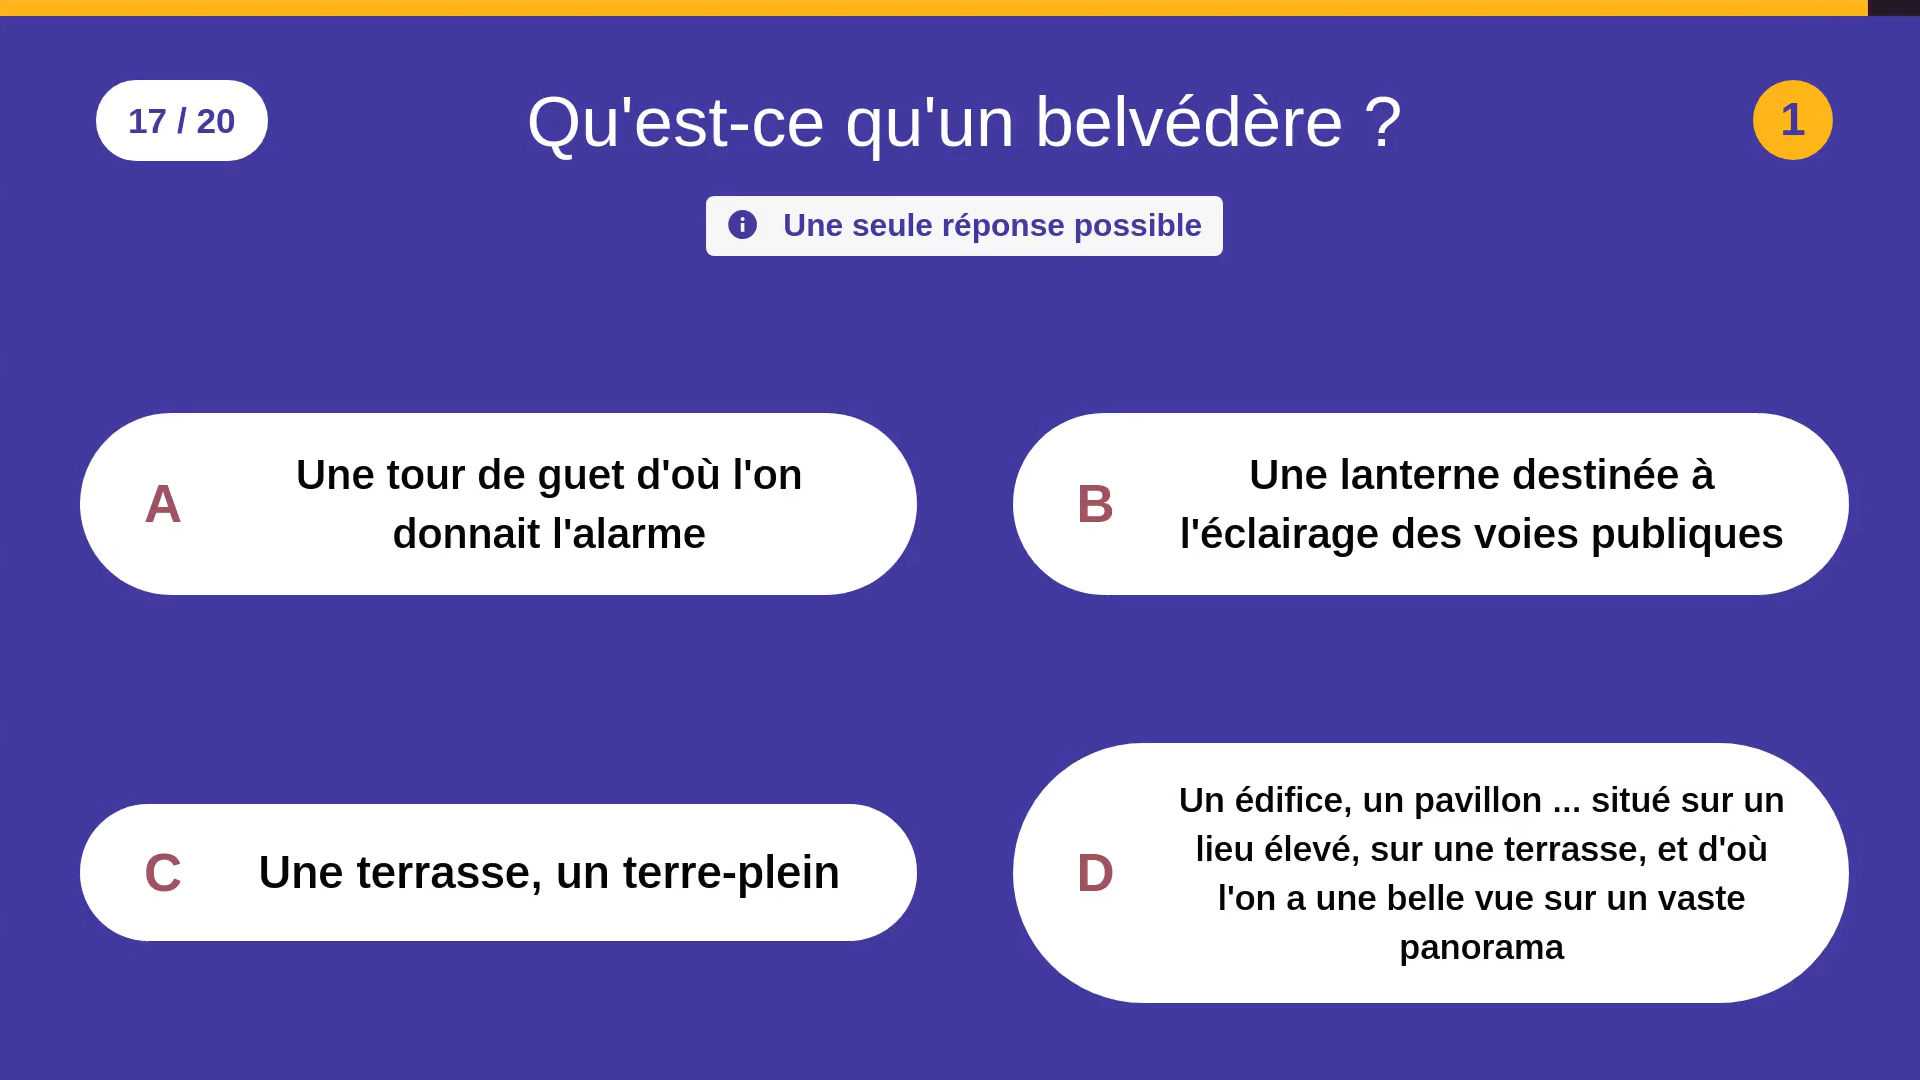 17 / 20
Qu'est-ce qu'un belvédère ?
1
Une seule réponse possible
A
Une tour de guet d'où l'on
donnait l'alarme
B
Une lanterne destinée à
l'éclairage des voies publiques
C
Une terrasse, un terre-plein
D
Un édifice, un pavillon ... situé sur un
lieu élevé, sur une terrasse, et d'où
l'on a une belle vue sur un vaste
panorama